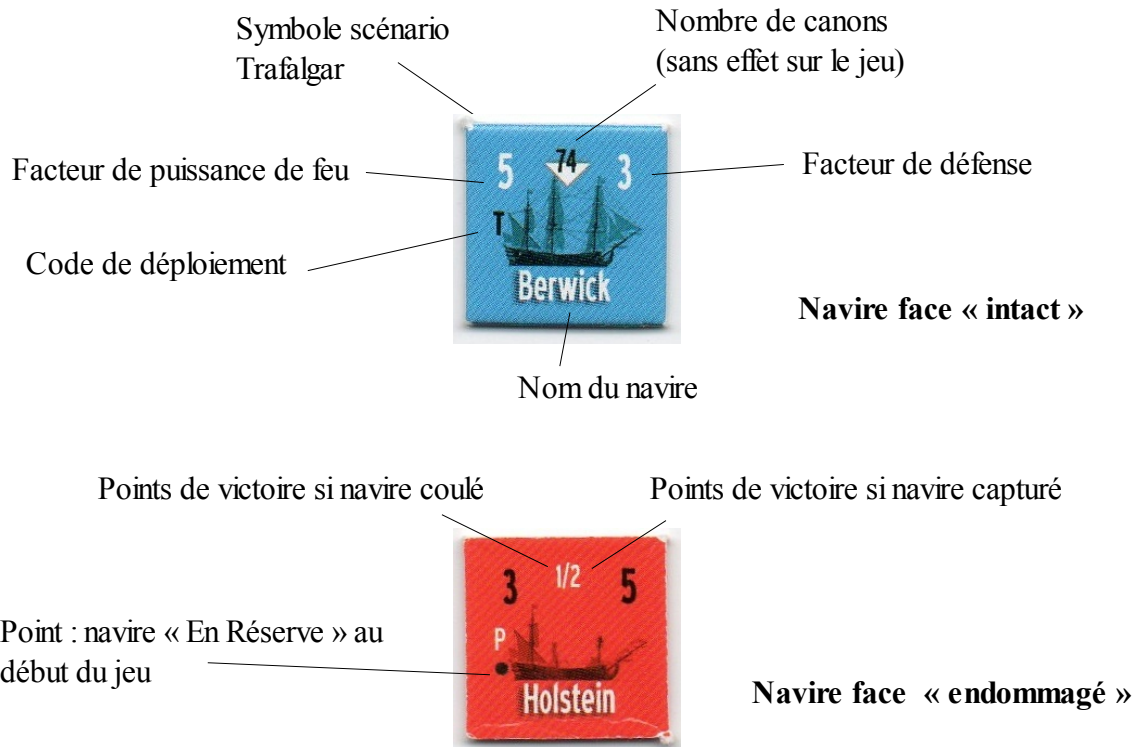 Symbole scénario
Trafalgar
Nombre de canons
(sans effet sur le jeu)
Facteur de puissance de feu
5
74
3
Facteur de défense
T
Code de déploiement
Berwick
Navire face « intact »
Nom du navire
Points de victoire si navire coulé
Points de victoire si navire capturé
3
1/2
5
P
Point : navire « En Réserve » au
début du jeu
Holstein
Navire face « endommagé »